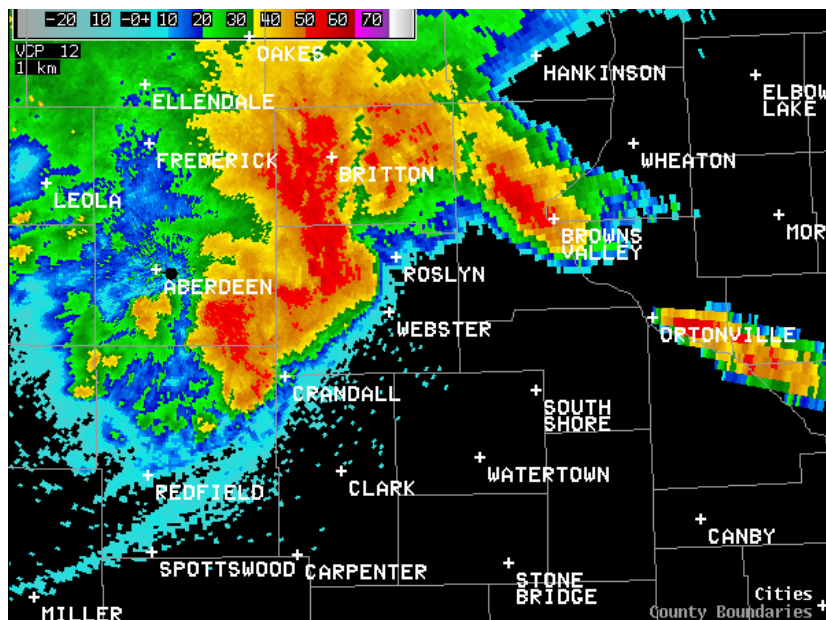 -20 10 -0+ 10 20 30 40 50 60 70
VCP 12
1 km
OAKES
HANKINSON
ELLENDALE
ELBOW
LAKE
FREDERICK
BRITTON
WHEATON
LEOLA
BROWNS
VALLEY
MOR
ABERDEEN
ROSLYN
WEBSTER
ORTONVILLE
CRANDALL
SOUTH
SHORE
REDFIELD
CLARK
WATERTOWN
CANBY
SPOTTSWOOD
CARPENTER
STONE
BRIDGE
MILLER
Cities
County Boundaries